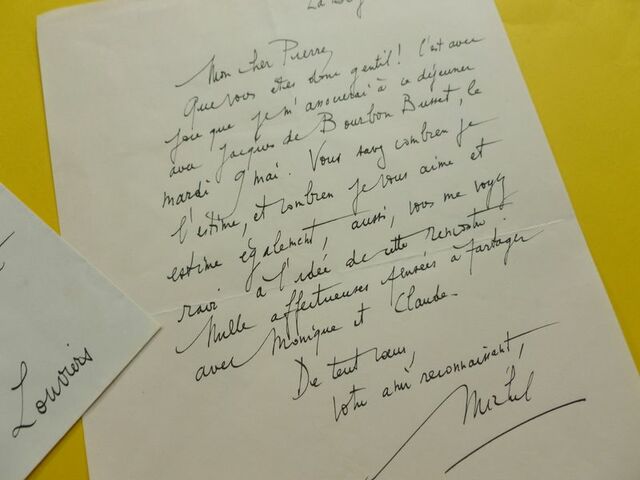 Mon cher Pierre,
Que vous êtes donc gentil ! C'est avec
joie que je m'associerai à ce déjeuner
avec Jacques de Bourbon Busset, le
mardi 9 mai. Vous savez combien je
l'estime, et combien je vous aime et
estime également, aussi, vous me voyez
ravi à l'idée de cette rencontre.
Mille affectueuses pensées à partager
avec Monique et Claude.
De tout cœur,
Votre ami reconnaissant,
Michel
Louviers